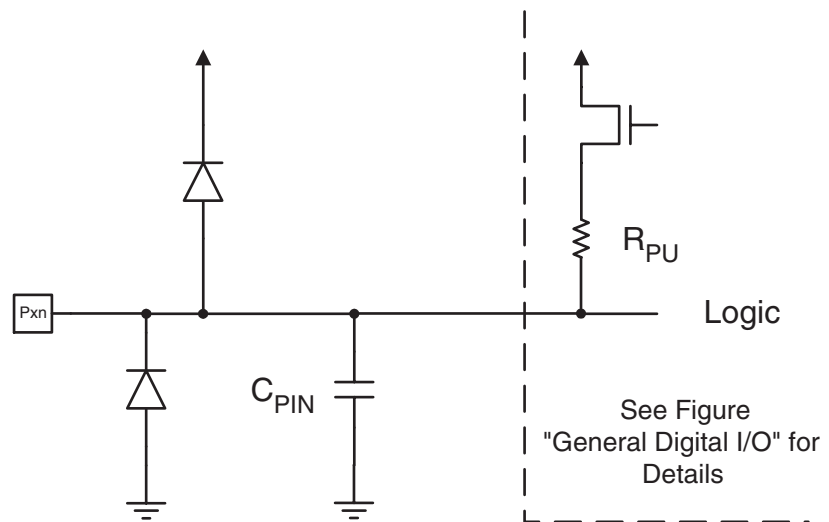 R_PU
Pxn
Logic
C_PIN
See Figure
"General Digital I/O" for
Details